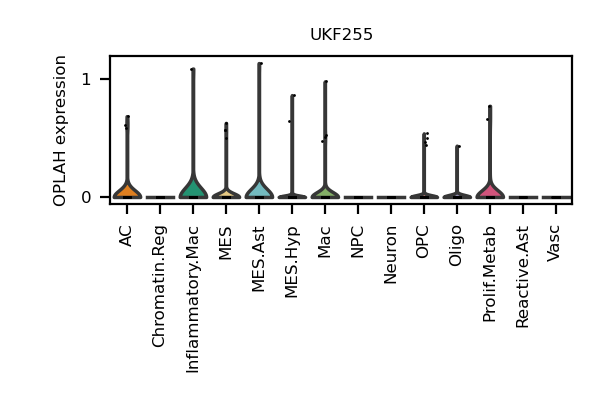 UKF255
OPLAH expression
1
0
AC
Chromatin.Reg
Inflammatory.Mac
MES
MES.Ast
MES.Hyp
Mac
NPC
Neuron
OPC
Oligo
Prolif.Metab
Reactive.Ast
Vasc